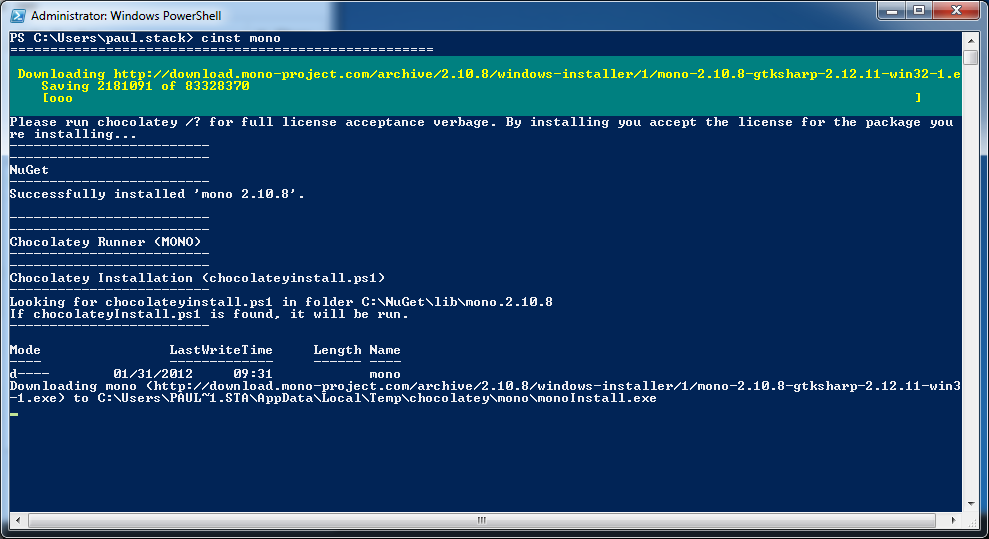 Administrator: Windows PowerShell
PS C:\Users\paul.stack> cinst mono
=====================================================
Downloading http://download.mono-project.com/archive/2.10.8/windows-installer/1/mono-2.10.8-gtksharp-2.12.11-win32-1.e
Saving 2181091 of 83328370
[ooo ]
Please run chocolatey /? for full license acceptance verbage. By installing you accept the license for the package you
re installing...
-------------------------
-------------------------
NuGet
-------------------------
Successfully installed 'mono 2.10.8'.
-------------------------
-------------------------
Chocolatey Runner (MONO)
-------------------------
-------------------------
Chocolatey Installation (chocolateyinstall.ps1)
-------------------------
Looking for chocolateyinstall.ps1 in folder C:\NuGet\lib\mono.2.10.8
If chocolateyInstall.ps1 is found, it will be run.
-------------------------
Mode LastWriteTime Length Name
---- ------------- ------ ----
d---- 01/31/2012 09:31 mono
Downloading mono (http://download.mono-project.com/archive/2.10.8/windows-installer/1/mono-2.10.8-gtksharp-2.12.11-win3
-1.exe) to C:\Users\PAUL~1.STA\AppData\Local\Temp\chocolatey\mono\monoInstall.exe